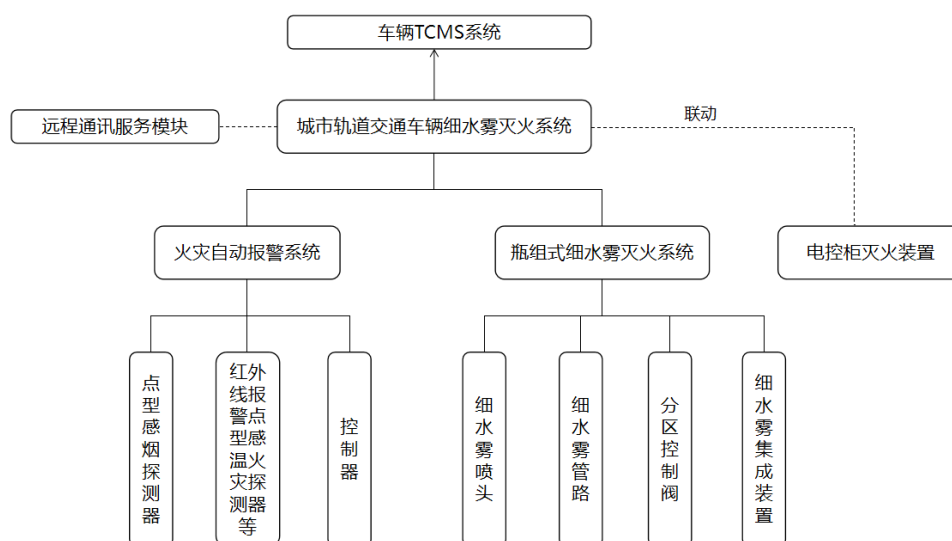 车辆TCMS系统
远程通讯服务模块
城市轨道交通车辆细水雾灭火系统
联动
火灾自动报警系统
瓶组式细水雾灭火系统
电控柜灭火装置
点型感烟探测器
红外
线报
警点
型感
温火
灾探
测器
等
控制器
细水雾喷头
细水雾管路
分区控制阀
细水雾集成装置